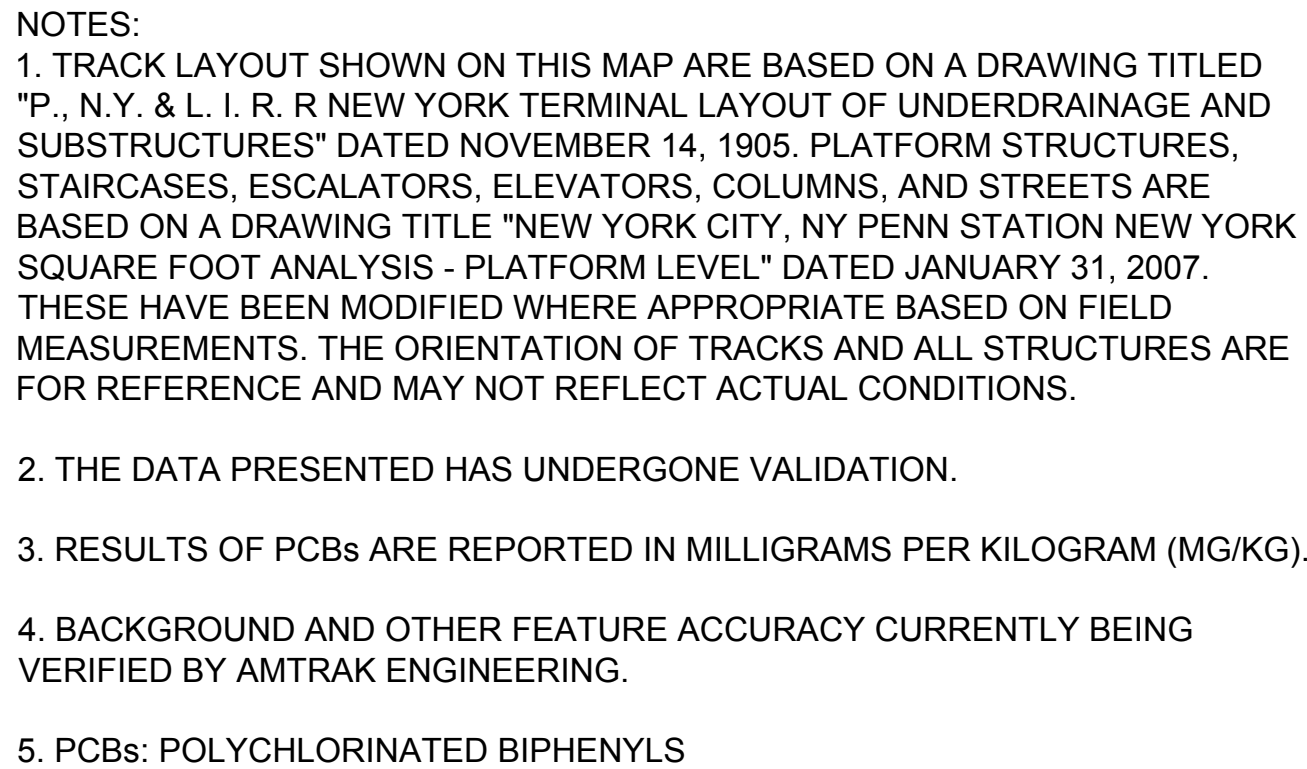 NOTES:
1. TRACK LAYOUT SHOWN ON THIS MAP ARE BASED ON A DRAWING TITLED
"P., N.Y. & L. I. R. R NEW YORK TERMINAL LAYOUT OF UNDERDRAINAGE AND
SUBSTRUCTURES" DATED NOVEMBER 14, 1905. PLATFORM STRUCTURES,
STAIRCASES, ESCALATORS, ELEVATORS, COLUMNS, AND STREETS ARE
BASED ON A DRAWING TITLE "NEW YORK CITY, NY PENN STATION NEW YORK
SQUARE FOOT ANALYSIS - PLATFORM LEVEL" DATED JANUARY 31, 2007.
THESE HAVE BEEN MODIFIED WHERE APPROPRIATE BASED ON FIELD
MEASUREMENTS. THE ORIENTATION OF TRACKS AND ALL STRUCTURES ARE
FOR REFERENCE AND MAY NOT REFLECT ACTUAL CONDITIONS.
2. THE DATA PRESENTED HAS UNDERGONE VALIDATION.
3. RESULTS OF PCBs ARE REPORTED IN MILLIGRAMS PER KILOGRAM (MG/KG).
4. BACKGROUND AND OTHER FEATURE ACCURACY CURRENTLY BEING
VERIFIED BY AMTRAK ENGINEERING.
5. PCBs: POLYCHLORINATED BIPHENYLS